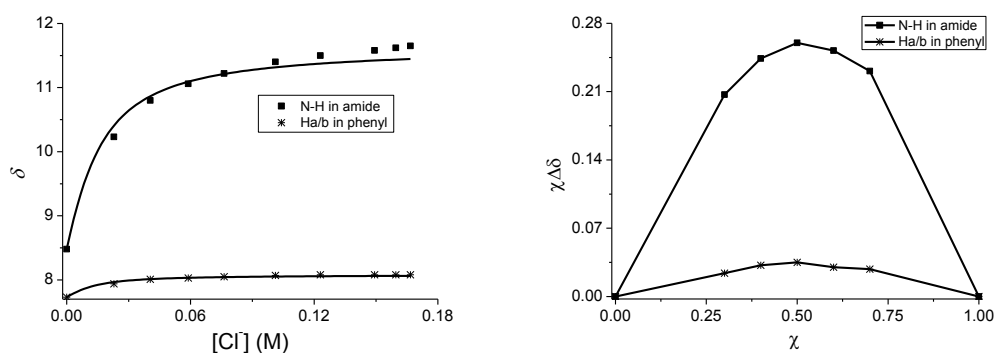 12
11
10
9
8
δ
N-H in amide
Ha/b in phenyl
0.00 0.06 0.12 0.18
[Cl-] (M)
0.28
0.21
0.14
0.07
0.00
χΔδ
N-H in amide
Ha/b in phenyl
0.00 0.25 0.50 0.75 1.00
χ